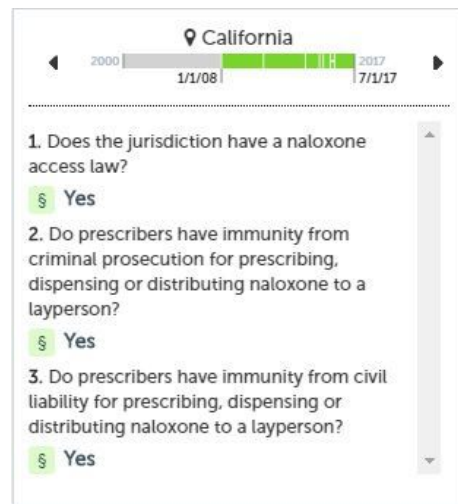 California
2000 2017
1/1/08 7/1/17
1. Does the jurisdiction have a naloxone
access law?
§ Yes
2. Do prescribers have immunity from
criminal prosecution for prescribing,
dispensing or distributing naloxone to a
layperson?
§ Yes
3. Do prescribers have immunity from civil
liability for prescribing, dispensing or
distributing naloxone to a layperson?
§ Yes